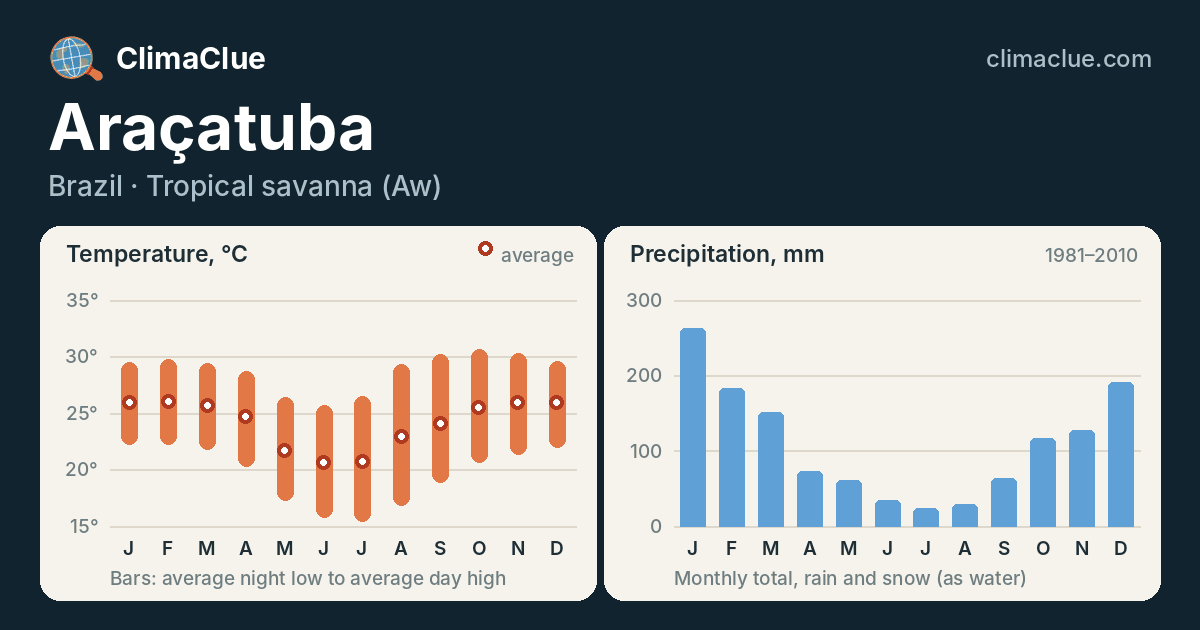 ClimaClue
climaclue.com
Araçatuba
Brazil · Tropical savanna (Aw)
Temperature, °C
average
35°
30°
25°
20°
15°
J F M A M J J A S O N D
Bars: average night low to average day high
Precipitation, mm
1981–2010
300
200
100
0
J F M A M J J A S O N D
Monthly total, rain and snow (as water)